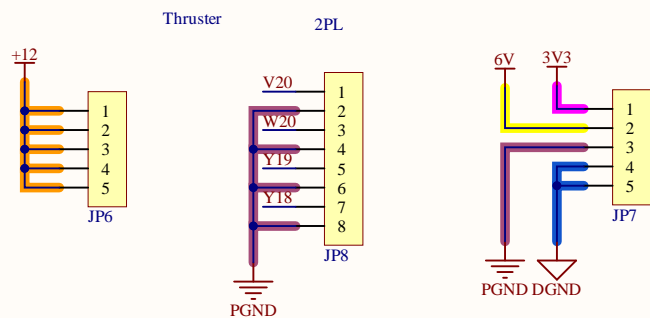 Thruster
2PL
+12
1
2
3
4
5
JP6
V20
W20
Y19
Y18
1
2
3
4
5
6
7
8
JP8
PGND
6V
3V3
1
2
3
4
5
JP7
PGND
DGND